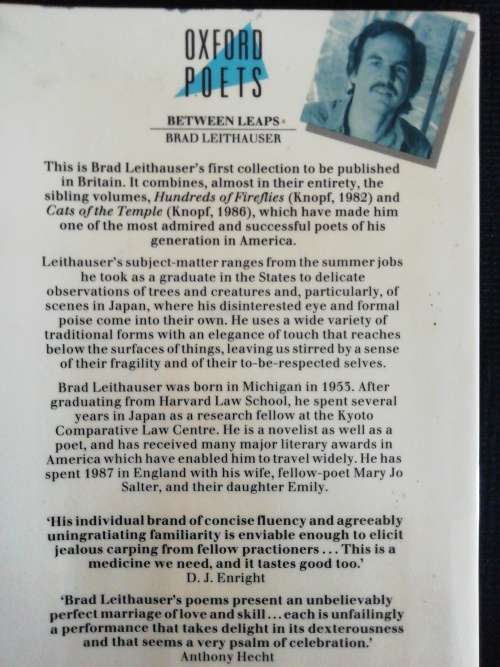 OXFORD
POETS
BETWEEN LEAPS
BRAD LEITHAUSER
This is Brad Leithauser's first collection to be published
in Britain. It combines, almost in their entirety, the
sibling volumes, Hundreds of Fireflies (Knopf, 1982) and
Cats of the Temple (Knopf, 1986), which have made him
one of the most admired and successful poets of his
generation in America.
Leithauser's subject-matter ranges from the summer jobs
he took as a graduate in the States to delicate
observations of trees and creatures and, particularly, of
scenes in Japan, where his disinterested eye and formal
poise come into their own. He uses a wide variety of
traditional forms with an elegance of touch that reaches
below the surfaces of things, leaving us stirred by a sense
of their fragility and of their to-be-respected selves.
Brad Leithauser was born in Michigan in 1953. After
graduating from Harvard Law School, he spent several
years in Japan as a research fellow at the Kyoto
Comparative Law Centre. He is a novelist as well as a
poet, and has received many major literary awards in
America which have enabled him to travel widely. He has
spent 1987 in England with his wife, fellow-poet Mary Jo
Salter, and their daughter Emily.
'His individual brand of concise fluency and agreeably
uningratiating familiarity is enviable enough to elicit
jealous carping from fellow practioners ... This is a
medicine we need, and it tastes good too.'
D. J. Enright
'Brad Leithauser's poems present an unbelievably
perfect marriage of love and skill ... each is unfailingly
a performance that takes delight in its dexterousness
and that seems a very psalm of celebration.'
Anthony Hecht